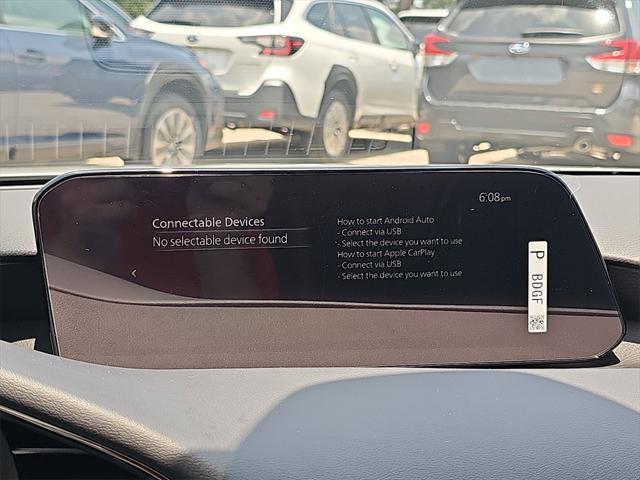 6:08pm
Connectable Devices
No selectable device found
How to start Android Auto
- Connect via USB
- Select the device you want to use
How to start Apple CarPlay
- Connect via USB
- Select the device you want to use
P BDGF